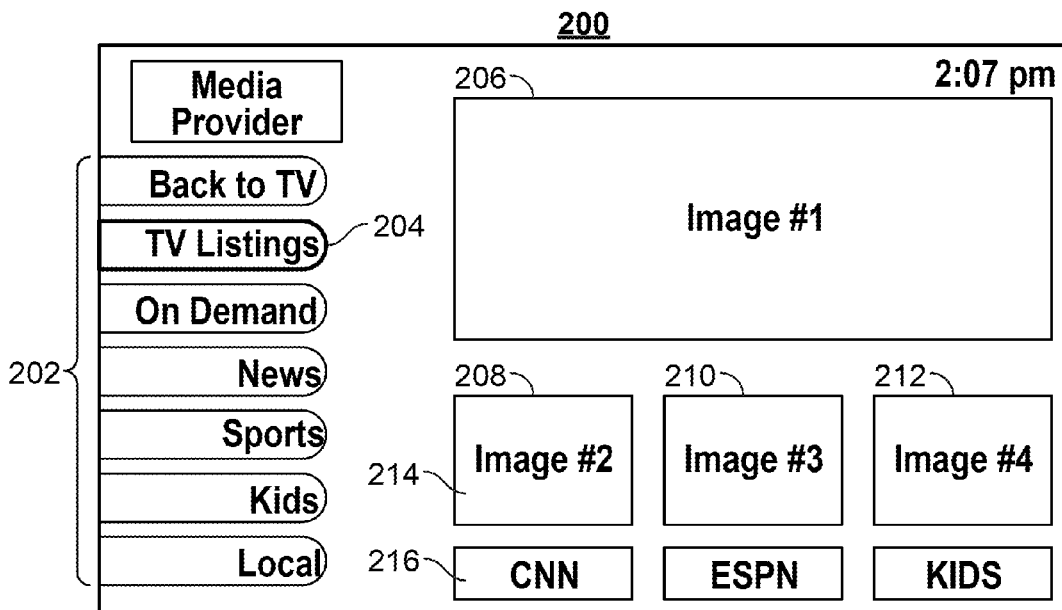 200
2:07 pm
Media
Provider
206
Back to TV
TV Listings
204
On Demand
News
Sports
Kids
Local
202
Image #1
208
210
212
Image #2
Image #3
Image #4
214
216
CNN
ESPN
KIDS